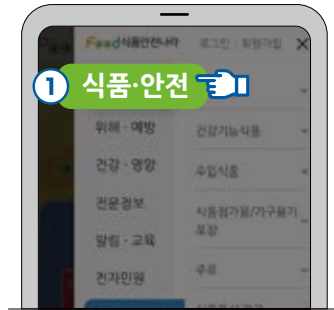 Food식품안전나라 로그인 회원가입 X
1 식품·안전
위해·예방 건강기능식품
건강·영양 수입식품
전문정보 식품첨가물/기구용기
포장
알림·교육
전자민원 주류